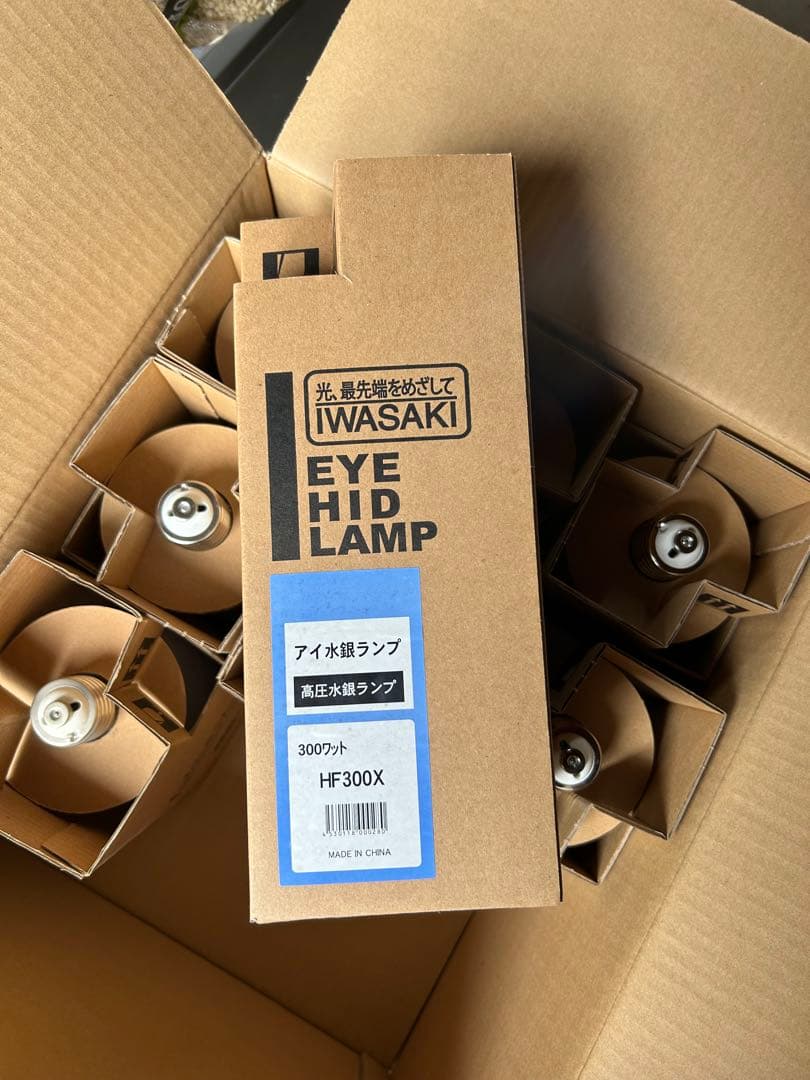 光、最先端をめざして
IWASAKI
EYE
HID
LAMP
アイ水銀ランプ
高圧水銀ランプ
300ワット
HF300X
MADE IN CHINA